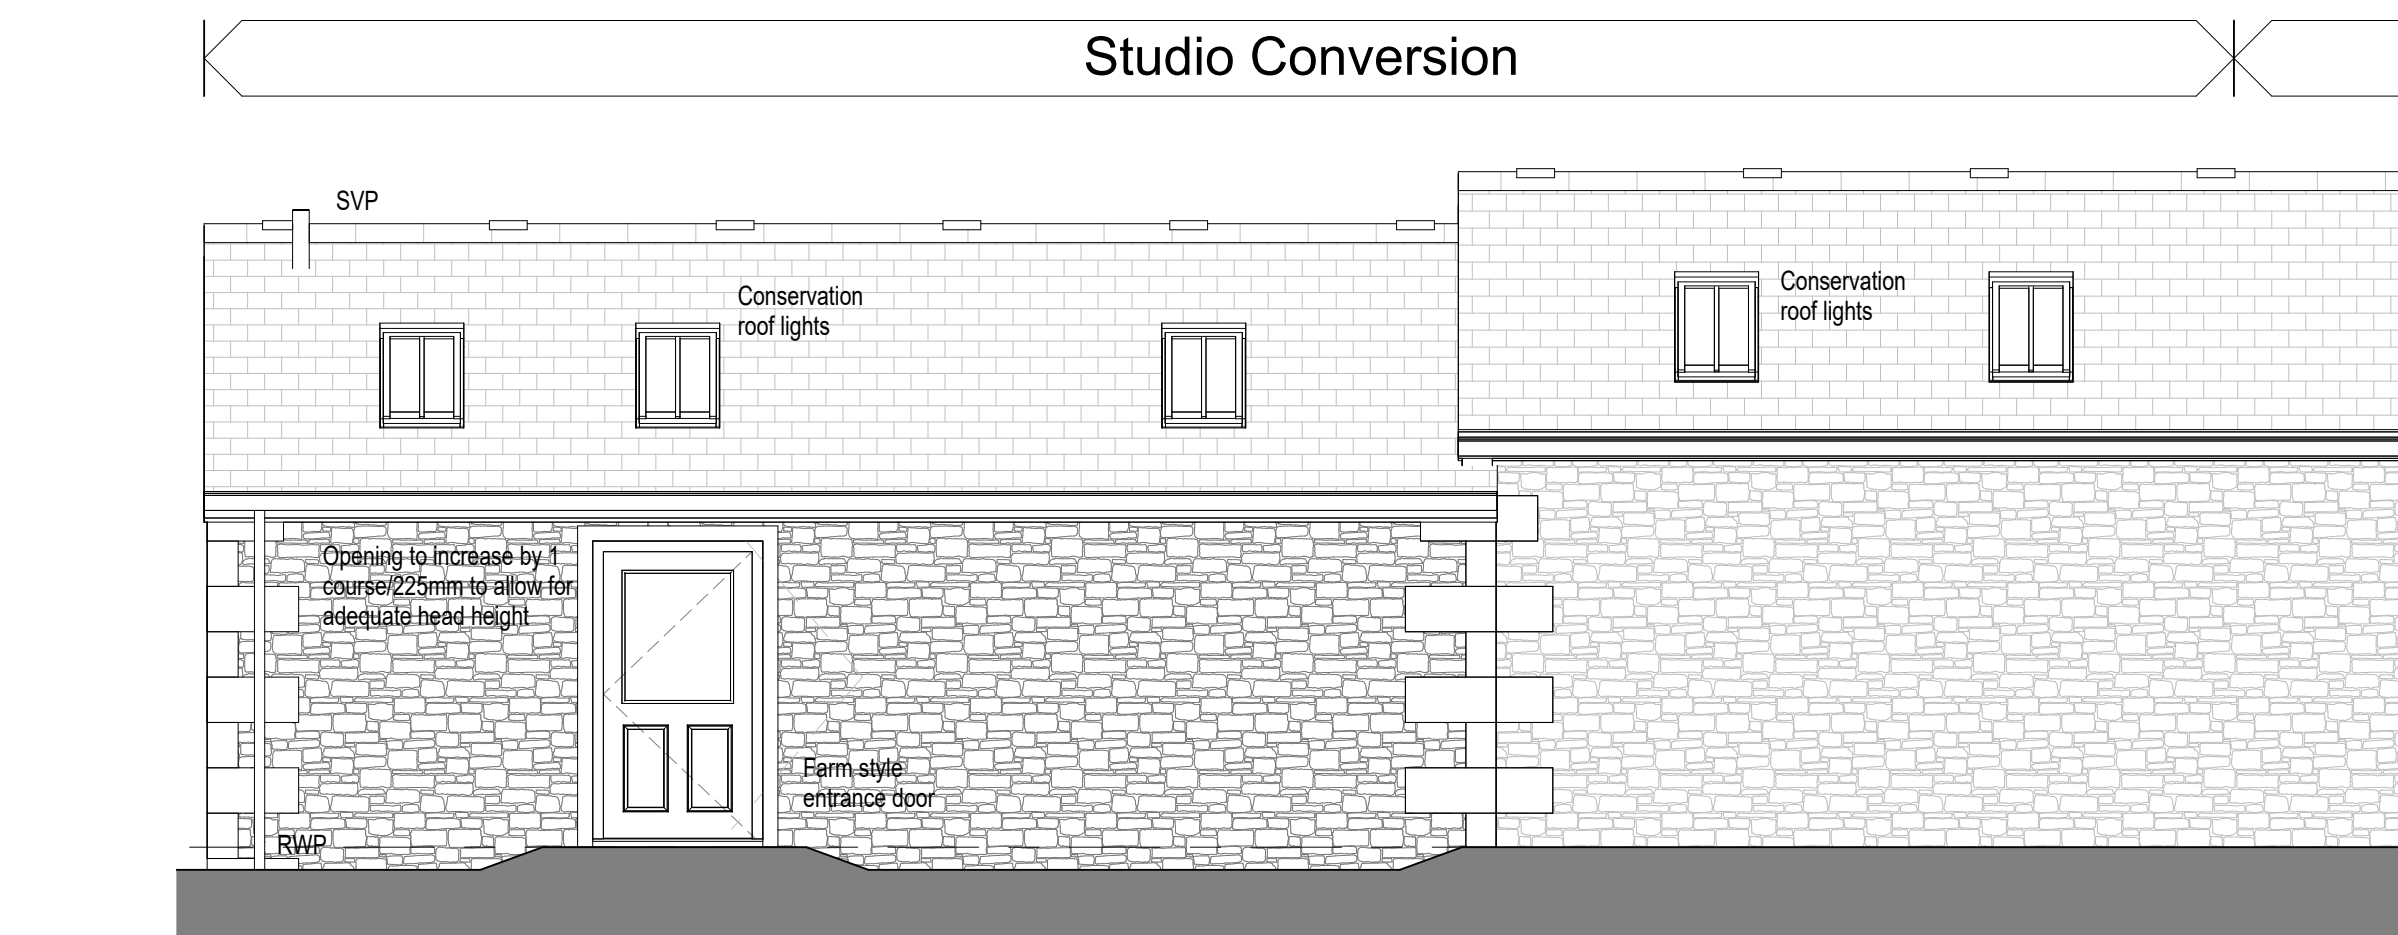 Studio Conversion
SVP
Conservation
roof lights
Conservation
roof lights
Opening to increase by 1
course/225mm to allow for
adequate head height
Farm style
entrance door
RWP